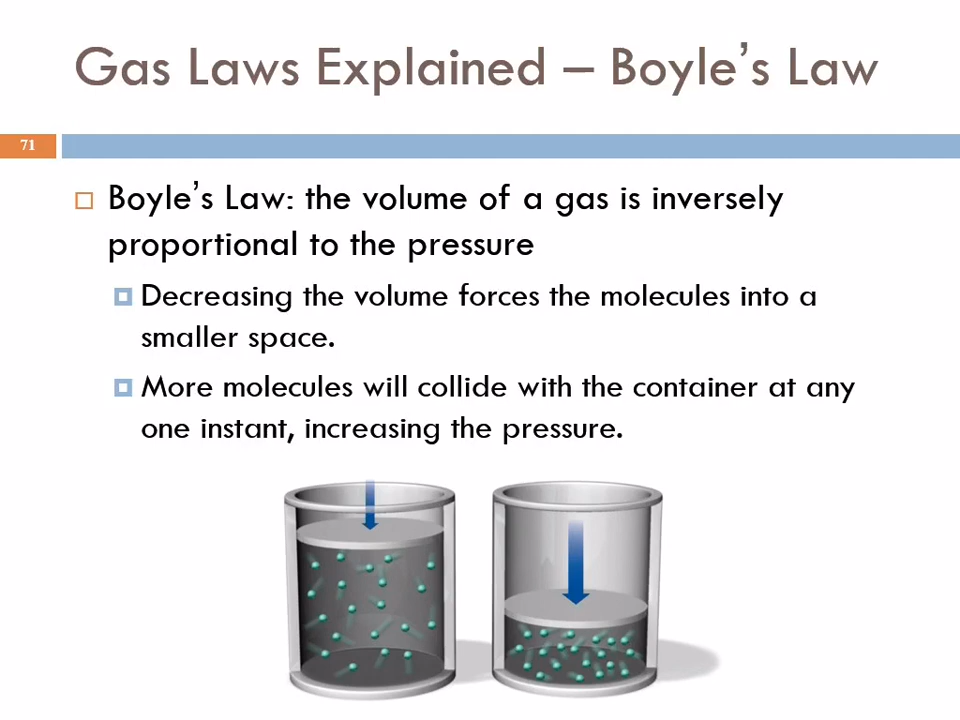 Gas Laws Explained – Boyle’s Law
71
Boyle’s Law: the volume of a gas is inversely
proportional to the pressure
Decreasing the volume forces the molecules into a
smaller space.
More molecules will collide with the container at any
one instant, increasing the pressure.